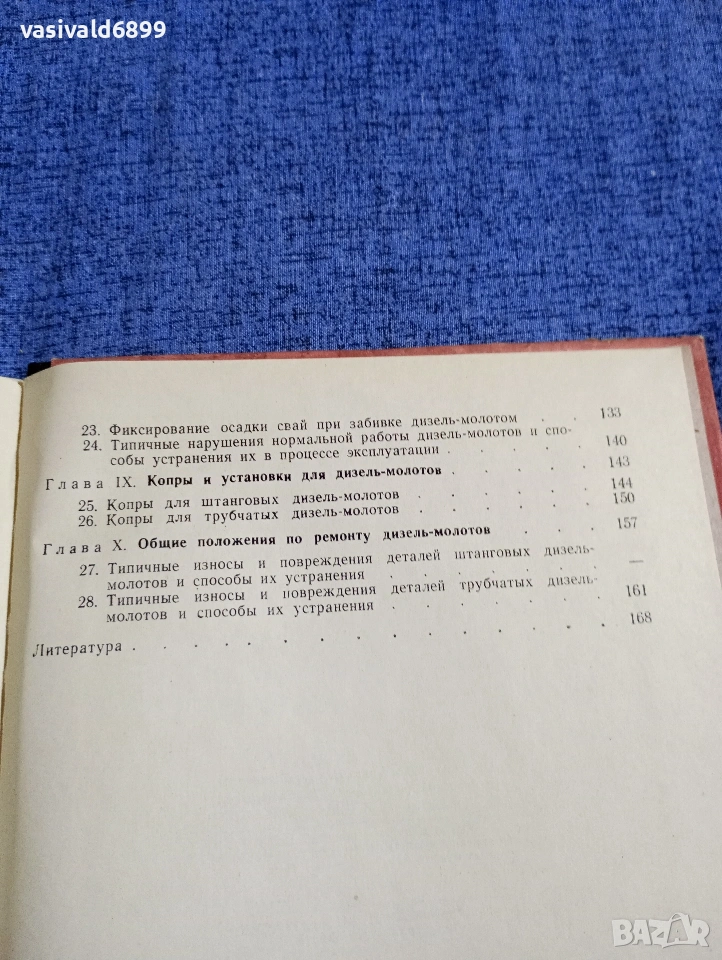 vasivald6899
23. Фиксирование осадки свай при забивке дизель-молотом . . 133
24. Типичные нарушения нормальной работы дизель-молотов и спо-
собы устранения их в процессе эксплуатации . . . . . 140
Глава IX. Копры и установки для дизель-молотов . . . . . 143
25. Копры для штанговых дизель-молотов . . . . . . 144
26. Копры для трубчатых дизель-молотов . . . . . . 150
Глава X. Общие положения по ремонту дизель-молотов . . . 157
27. Типичные износы и повреждения деталей штанговых дизель-
молотов и способы их устранения . . . . . . —
28. Типичные износы и повреждения деталей трубчатых дизель-
молотов и способы их устранения . . . . . . 161
Литература . . . . . . . . . . . . 168
BAZAR